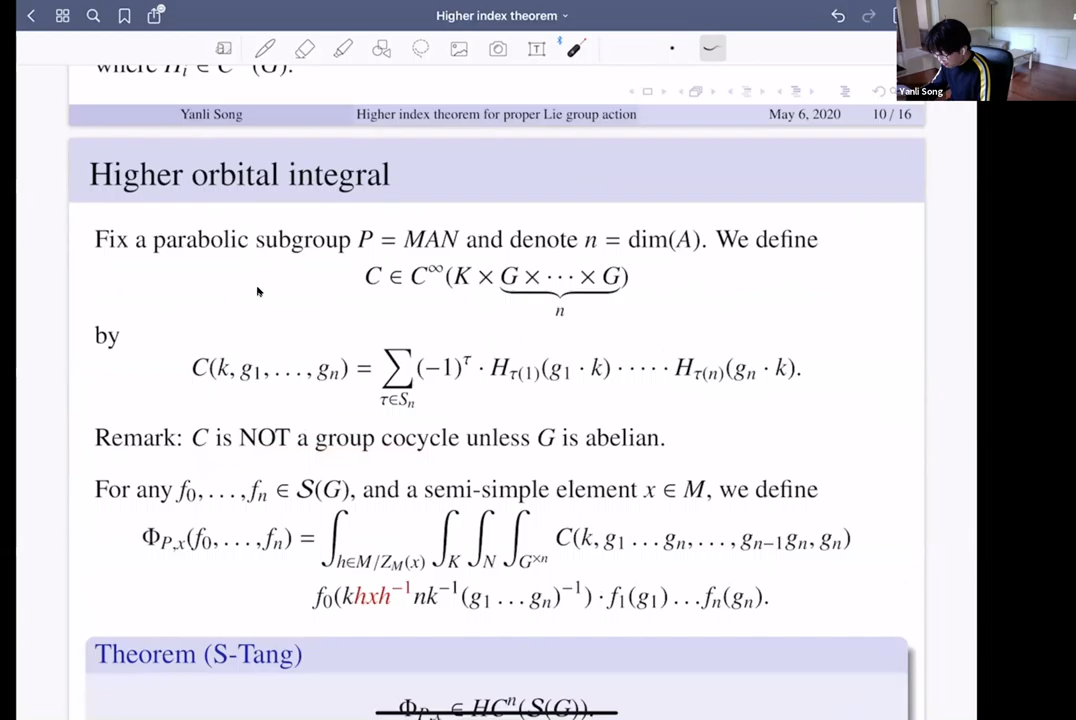 Higher index theorem
where H_i ∈ C^∞(G).
Yanli Song
Yanli Song Higher index theorem for proper Lie group action May 6, 2020 10 / 16
Higher orbital integral
Fix a parabolic subgroup P = MAN and denote n = dim(A). We define
C ∈ C^∞(K × G × ··· × G)
n
by
C(k, g_1, ..., g_n) = ∑_{τ∈S_n} (−1)^τ · H_{τ(1)}(g_1 · k) ····· H_{τ(n)}(g_n · k).
Remark: C is NOT a group cocycle unless G is abelian.
For any f_0, ..., f_n ∈ S(G), and a semi-simple element x ∈ M, we define
Φ_{P,x}(f_0, ..., f_n) = ∫_{h∈M/Z_M(x)} ∫_K ∫_N ∫_{G^{×n}} C(k, g_1 ... g_n, ..., g_{n−1}g_n, g_n)
f_0(khxh^{−1}nk^{−1}(g_1 ... g_n)^{−1}) · f_1(g_1) ... f_n(g_n).
Theorem (S-Tang)
Φ_{P,x} ∈ HC^n(S(G)).